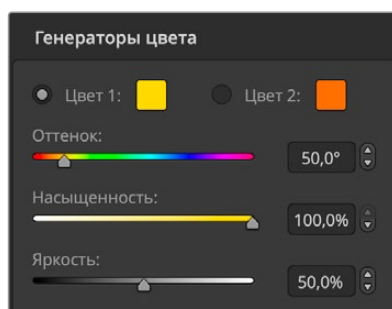 Генераторы цвета
Цвет 1: Цвет 2:
Оттенок:
50,0°
Насыщенность:
100,0%
Яркость:
50,0%